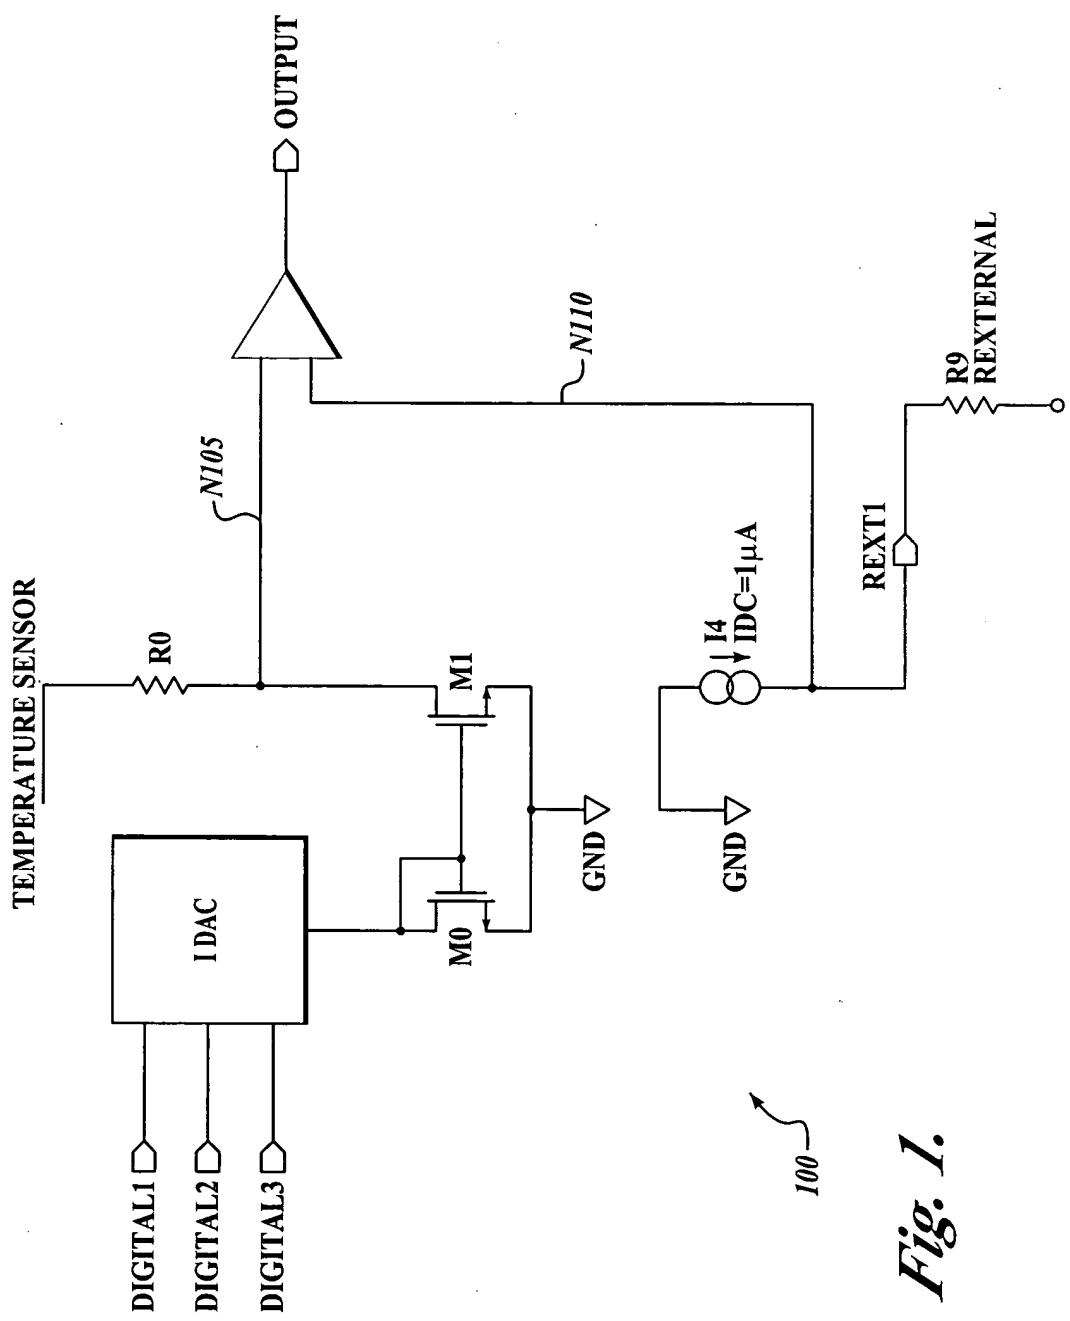 TEMPERATURE SENSOR
R0
N105
OUTPUT
DIGITAL1
DIGITAL2
DIGITAL3
IDAC
M0
M1
GND
N110
GND
I4
IDC=1μA
REXT1
R9
REXTERNAL
100
Fig. 1.